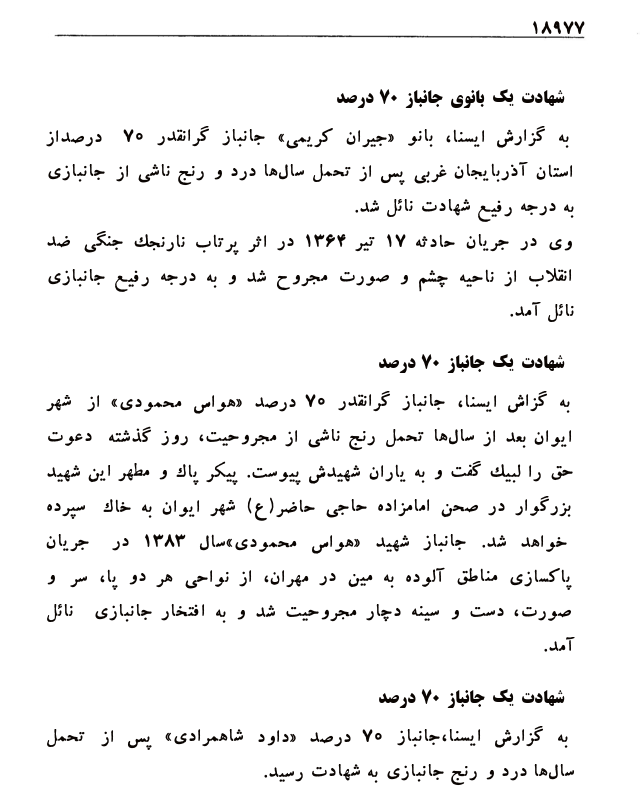 ۱۸۹۷۷
شهادت یک بانوی جانباز ۷۰ درصد
به گزارش ایسنا، بانو «جیران کریمی» جانباز گرانقدر ۷۰ درصداز
استان آذربایجان غربی پس از تحمل سال‌ها درد و رنج ناشی از جانبازی
به درجه رفیع شهادت نائل شد.
وی در جریان حادثه ۱۷ تیر ۱۳۶۴ در اثر پرتاب نارنجك جنگی ضد
انقلاب از ناحیه چشم و صورت مجروح شد و به درجه رفیع جانبازی
نائل آمد.
شهادت یک جانباز ۷۰ درصد
به گزاش ایسنا، جانباز گرانقدر ۷۰ درصد «هواس محمودی» از شهر
ایوان بعد از سال‌ها تحمل رنج ناشی از مجروحیت، روز گذشته دعوت
حق را لبیك گفت و به یاران شهیدش پیوست. پیکر پاك و مطهر این شهید
بزرگوار در صحن امامزاده حاجی حاضر(ع) شهر ایوان به خاك سپرده
خواهد شد. جانباز شهید «هواس محمودی»سال ۱۳۸۳ در جریان
پاکسازی مناطق آلوده به مین در مهران، از نواحی هر دو پا، سر و
صورت، دست و سینه دچار مجروحیت شد و به افتخار جانبازی نائل
آمد.
شهادت یک جانباز ۷۰ درصد
به گزارش ایسنا،جانباز ۷۰ درصد «داود شاهمرادی» پس از تحمل
سال‌ها درد و رنج جانبازی به شهادت رسید.